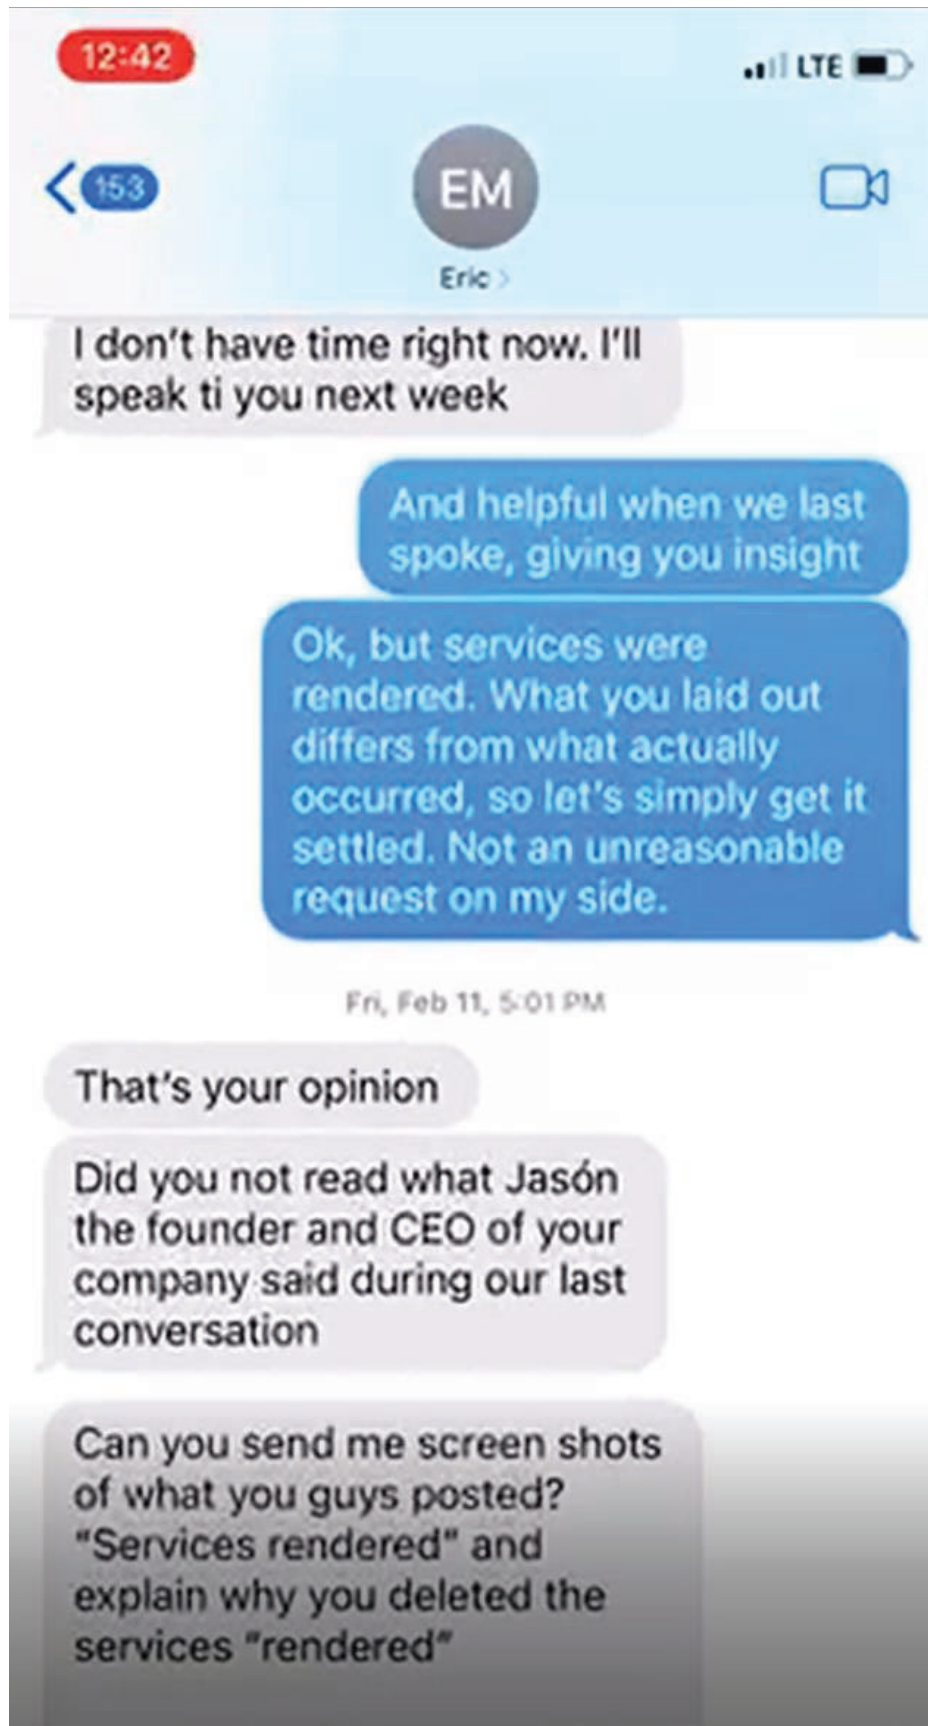 12:42
LTE
153
EM
Eric
I don't have time right now. I'll
speak ti you next week
And helpful when we last
spoke, giving you insight
Ok, but services were
rendered. What you laid out
differs from what actually
occurred, so let's simply get it
settled. Not an unreasonable
request on my side.
Fri, Feb 11, 5:01 PM
That's your opinion
Did you not read what Jasón
the founder and CEO of your
company said during our last
conversation
Can you send me screen shots
of what you guys posted?
"Services rendered" and
explain why you deleted the
services "rendered"